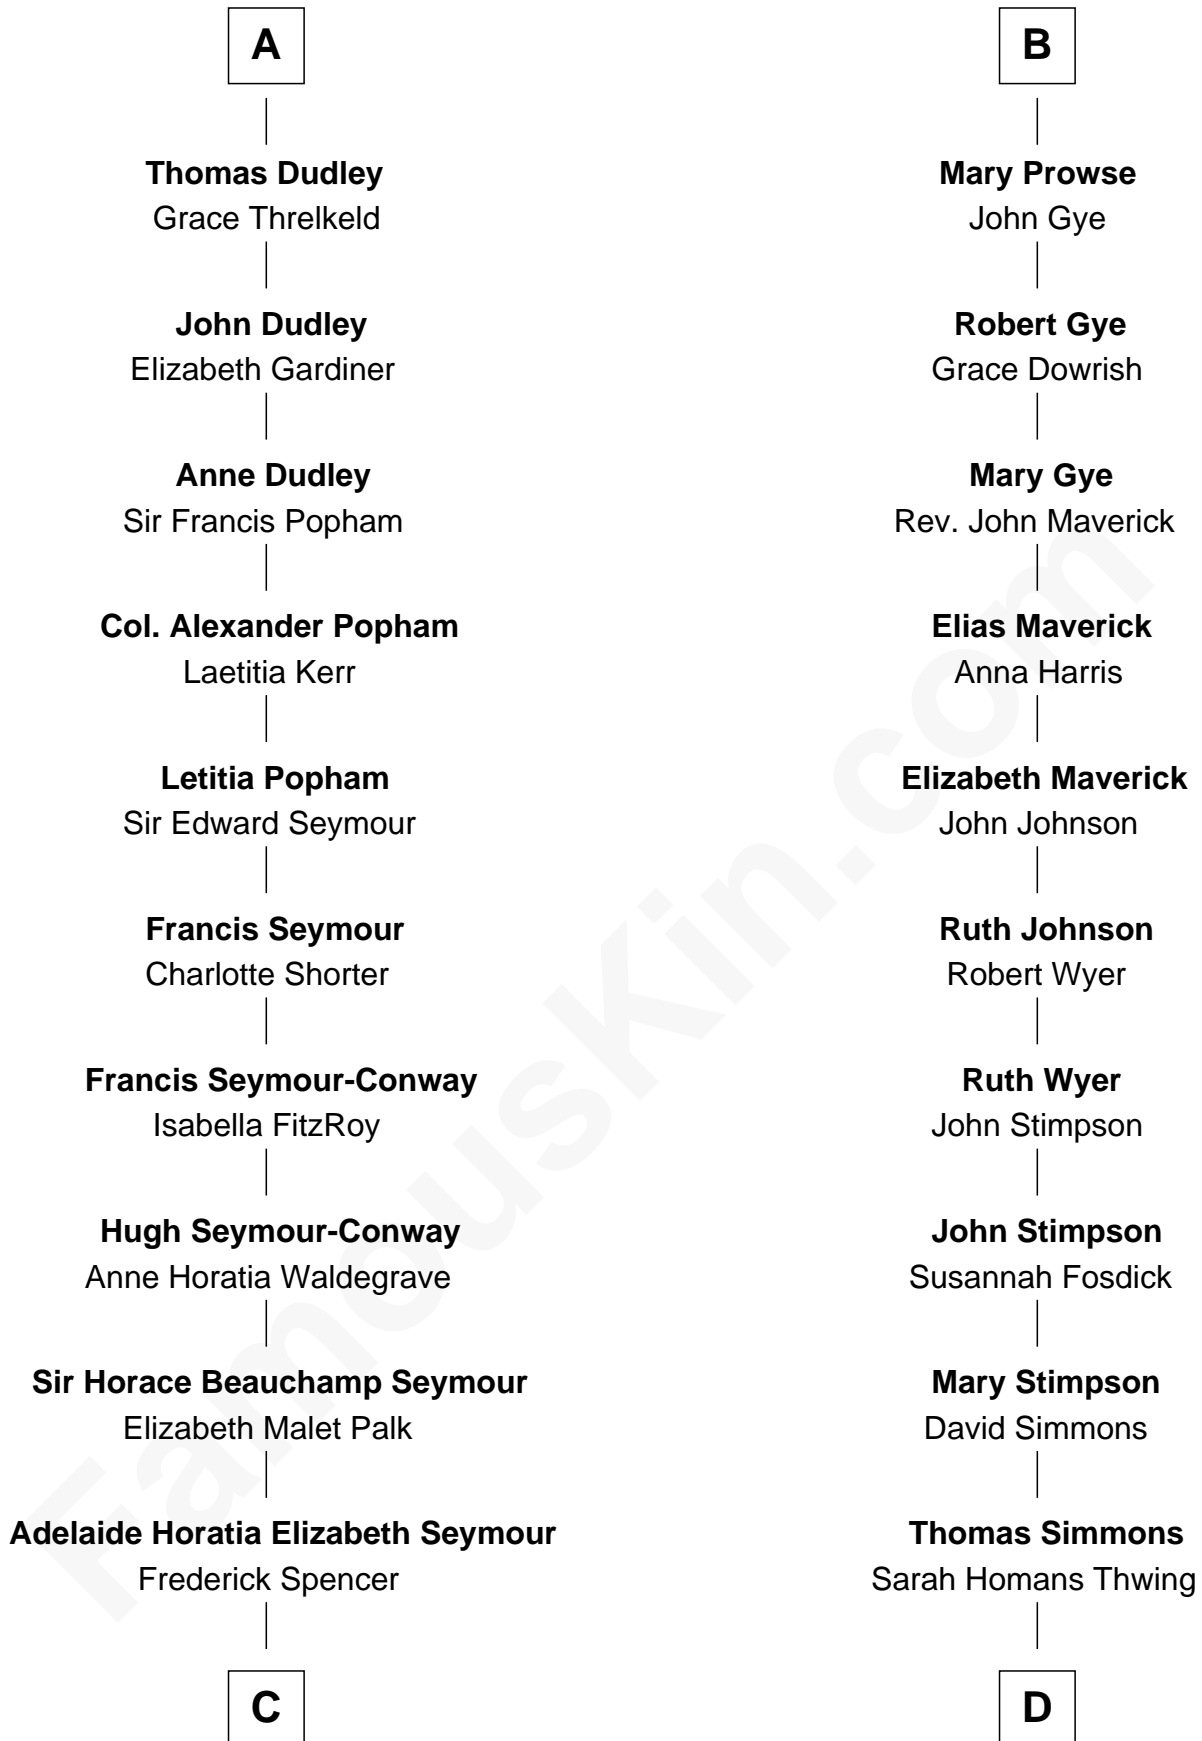 A
Thomas Dudley
Grace Threlkeld
John Dudley
Elizabeth Gardiner
Anne Dudley
Sir Francis Popham
Col. Alexander Popham
Laetitia Kerr
Letitia Popham
Sir Edward Seymour
Francis Seymour
Charlotte Shorter
Francis Seymour-Conway
Isabella FitzRoy
Hugh Seymour-Conway
Anne Horatia Waldegrave
Sir Horace Beauchamp Seymour
Elizabeth Malet Palk
Adelaide Horatia Elizabeth Seymour
Frederick Spencer
C
B
Mary Prowse
John Gye
Robert Gye
Grace Dowrish
Mary Gye
Rev. John Maverick
Elias Maverick
Anna Harris
Elizabeth Maverick
John Johnson
Ruth Johnson
Robert Wyer
Ruth Wyer
John Stimpson
John Stimpson
Susannah Fosdick
Mary Stimpson
David Simmons
Thomas Simmons
Sarah Homans Thwing
D
FamousKin.com